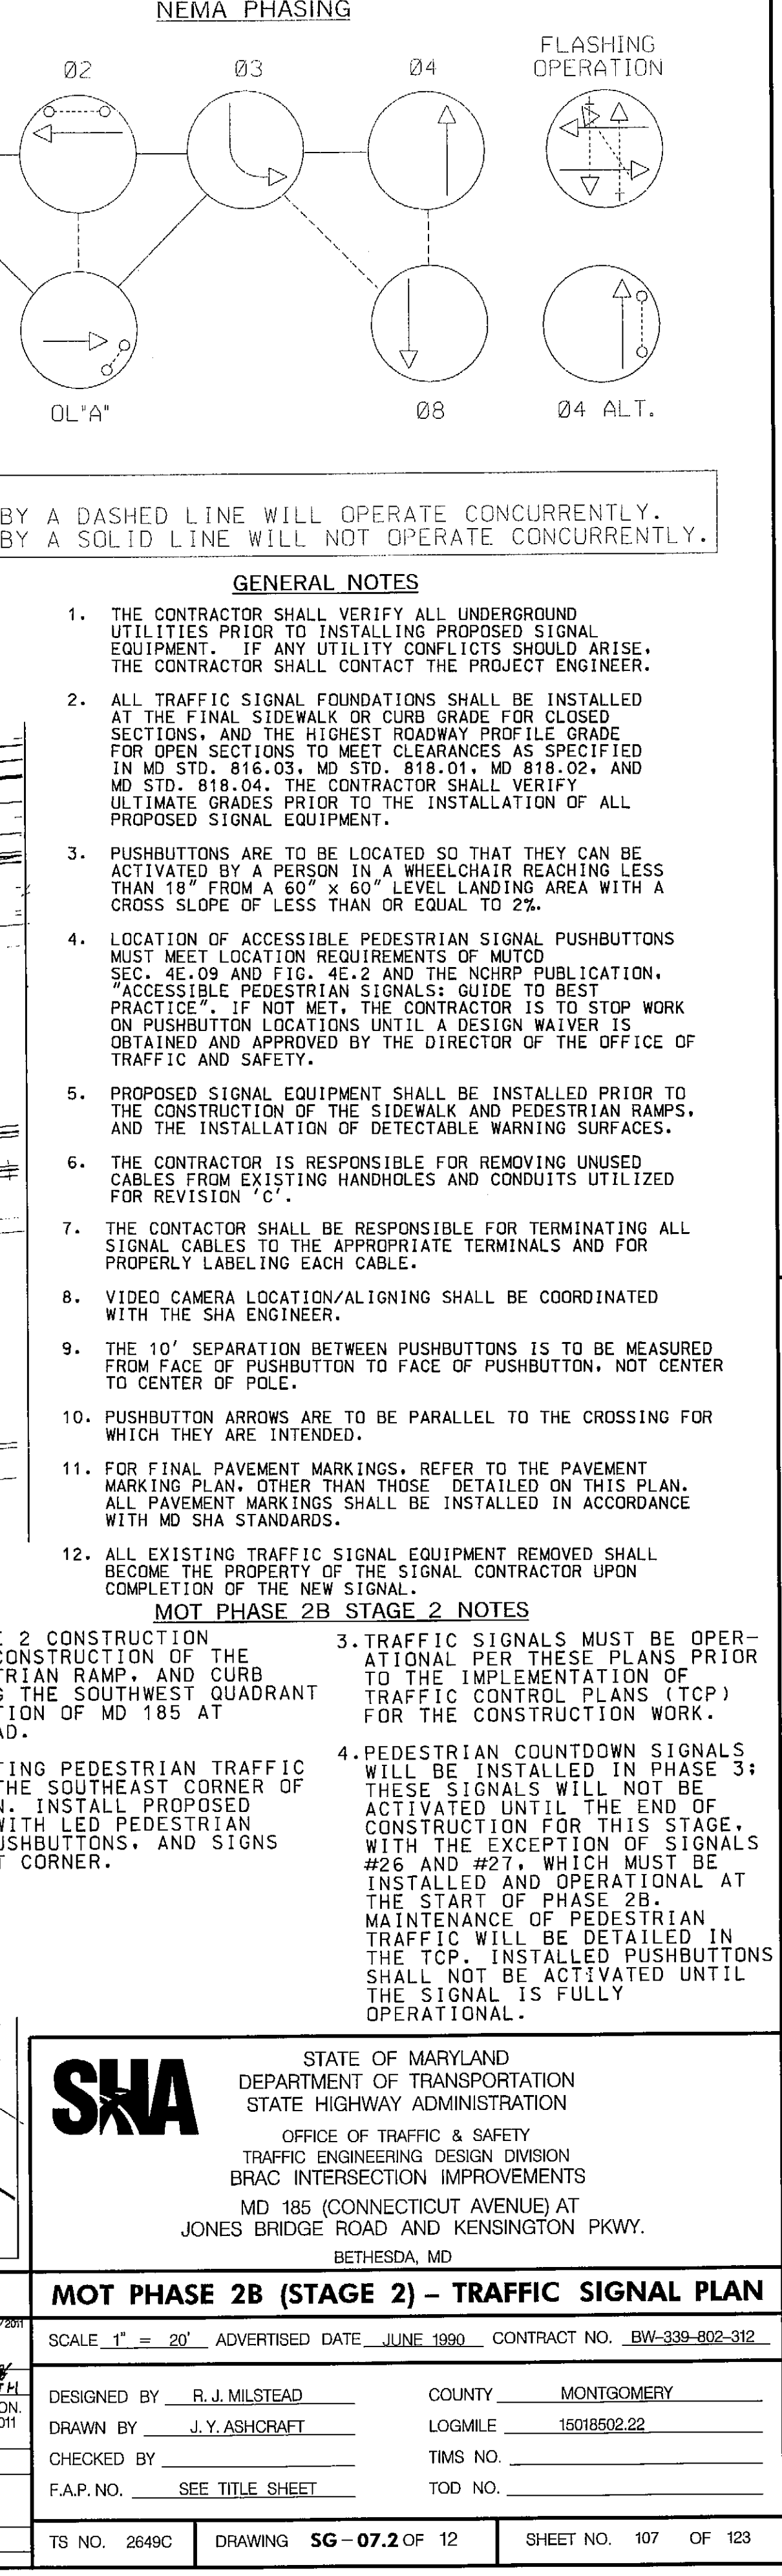 NEMA PHASING
Ø2
Ø3
Ø4
FLASHING
OPERATION
OL"A"
Ø8
Ø4 ALT.
BY A DASHED LINE WILL OPERATE CONCURRENTLY.
BY A SOLID LINE WILL NOT OPERATE CONCURRENTLY.
GENERAL NOTES
1. THE CONTRACTOR SHALL VERIFY ALL UNDERGROUND
UTILITIES PRIOR TO INSTALLING PROPOSED SIGNAL
EQUIPMENT. IF ANY UTILITY CONFLICTS SHOULD ARISE,
THE CONTRACTOR SHALL CONTACT THE PROJECT ENGINEER.
2. ALL TRAFFIC SIGNAL FOUNDATIONS SHALL BE INSTALLED
AT THE FINAL SIDEWALK OR CURB GRADE FOR CLOSED
SECTIONS, AND THE HIGHEST ROADWAY PROFILE GRADE
FOR OPEN SECTIONS TO MEET CLEARANCES AS SPECIFIED
IN MD STD. 816.03, MD STD. 818.01, MD 818.02, AND
MD STD. 818.04. THE CONTRACTOR SHALL VERIFY
ULTIMATE GRADES PRIOR TO THE INSTALLATION OF ALL
PROPOSED SIGNAL EQUIPMENT.
3. PUSHBUTTONS ARE TO BE LOCATED SO THAT THEY CAN BE
ACTIVATED BY A PERSON IN A WHEELCHAIR REACHING LESS
THAN 18" FROM A 60" x 60" LEVEL LANDING AREA WITH A
CROSS SLOPE OF LESS THAN OR EQUAL TO 2%.
4. LOCATION OF ACCESSIBLE PEDESTRIAN SIGNAL PUSHBUTTONS
MUST MEET LOCATION REQUIREMENTS OF MUTCD
SEC. 4E.09 AND FIG. 4E.2 AND THE NCHRP PUBLICATION,
"ACCESSIBLE PEDESTRIAN SIGNALS: GUIDE TO BEST
PRACTICE". IF NOT MET, THE CONTRACTOR IS TO STOP WORK
ON PUSHBUTTON LOCATIONS UNTIL A DESIGN WAIVER IS
OBTAINED AND APPROVED BY THE DIRECTOR OF THE OFFICE OF
TRAFFIC AND SAFETY.
5. PROPOSED SIGNAL EQUIPMENT SHALL BE INSTALLED PRIOR TO
THE CONSTRUCTION OF THE SIDEWALK AND PEDESTRIAN RAMPS,
AND THE INSTALLATION OF DETECTABLE WARNING SURFACES.
6. THE CONTRACTOR IS RESPONSIBLE FOR REMOVING UNUSED
CABLES FROM EXISTING HANDHOLES AND CONDUITS UTILIZED
FOR REVISION 'C'.
7. THE CONTACTOR SHALL BE RESPONSIBLE FOR TERMINATING ALL
SIGNAL CABLES TO THE APPROPRIATE TERMINALS AND FOR
PROPERLY LABELING EACH CABLE.
8. VIDEO CAMERA LOCATION/ALIGNING SHALL BE COORDINATED
WITH THE SHA ENGINEER.
9. THE 10' SEPARATION BETWEEN PUSHBUTTONS IS TO BE MEASURED
FROM FACE OF PUSHBUTTON TO FACE OF PUSHBUTTON, NOT CENTER
TO CENTER OF POLE.
10. PUSHBUTTON ARROWS ARE TO BE PARALLEL TO THE CROSSING FOR
WHICH THEY ARE INTENDED.
11. FOR FINAL PAVEMENT MARKINGS, REFER TO THE PAVEMENT
MARKING PLAN, OTHER THAN THOSE DETAILED ON THIS PLAN.
ALL PAVEMENT MARKINGS SHALL BE INSTALLED IN ACCORDANCE
WITH MD SHA STANDARDS.
12. ALL EXISTING TRAFFIC SIGNAL EQUIPMENT REMOVED SHALL
BECOME THE PROPERTY OF THE SIGNAL CONTRACTOR UPON
COMPLETION OF THE NEW SIGNAL.
MOT PHASE 2B STAGE 2 NOTES
E 2 CONSTRUCTION
CONSTRUCTION OF THE
TRIAN RAMP, AND CURB
G THE SOUTHWEST QUADRANT
TION OF MD 185 AT
AD.
TING PEDESTRIAN TRAFFIC
THE SOUTHEAST CORNER OF
N. INSTALL PROPOSED
WITH LED PEDESTRIAN
USHBUTTONS, AND SIGNS
T CORNER.
3. TRAFFIC SIGNALS MUST BE OPER-
ATIONAL PER THESE PLANS PRIOR
TO THE IMPLEMENTATION OF
TRAFFIC CONTROL PLANS (TCP)
FOR THE CONSTRUCTION WORK.
4. PEDESTRIAN COUNTDOWN SIGNALS
WILL BE INSTALLED IN PHASE 3;
THESE SIGNALS WILL NOT BE
ACTIVATED UNTIL THE END OF
CONSTRUCTION FOR THIS STAGE,
WITH THE EXCEPTION OF SIGNALS
#26 AND #27, WHICH MUST BE
INSTALLED AND OPERATIONAL AT
THE START OF PHASE 2B.
MAINTENANCE OF PEDESTRIAN
TRAFFIC WILL BE DETAILED IN
THE TCP. INSTALLED PUSHBUTTONS
SHALL NOT BE ACTIVATED UNTIL
THE SIGNAL IS FULLY
OPERATIONAL.
SHA
STATE OF MARYLAND
DEPARTMENT OF TRANSPORTATION
STATE HIGHWAY ADMINISTRATION
OFFICE OF TRAFFIC & SAFETY
TRAFFIC ENGINEERING DESIGN DIVISION
BRAC INTERSECTION IMPROVEMENTS
MD 185 (CONNECTICUT AVENUE) AT
JONES BRIDGE ROAD AND KENSINGTON PKWY.
BETHESDA, MD
MOT PHASE 2B (STAGE 2) – TRAFFIC SIGNAL PLAN
/2011
SCALE 1" = 20' ADVERTISED DATE JUNE 1990 CONTRACT NO. BW-339-802-312
ON.
011
DESIGNED BY R. J. MILSTEAD COUNTY MONTGOMERY
DRAWN BY J. Y. ASHCRAFT LOGMILE 15018502.22
CHECKED BY TIMS NO.
F.A.P. NO. SEE TITLE SHEET TOD NO.
TS NO. 2649C DRAWING SG-07.2 OF 12 SHEET NO. 107 OF 123